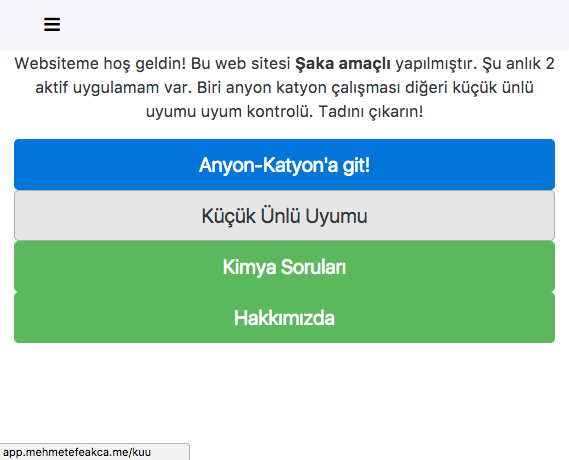 Websiteme hoş geldin! Bu web sitesi Şaka amaçlı yapılmıştır. Şu anlık 2
aktif uygulamam var. Biri anyon katyon çalışması diğeri küçük ünlü
uyumu uyum kontrolü. Tadını çıkarın!
Anyon-Katyon'a git!
Küçük Ünlü Uyumu
Kimya Soruları
Hakkımızda
app.mehmetefeakca.me/kuu